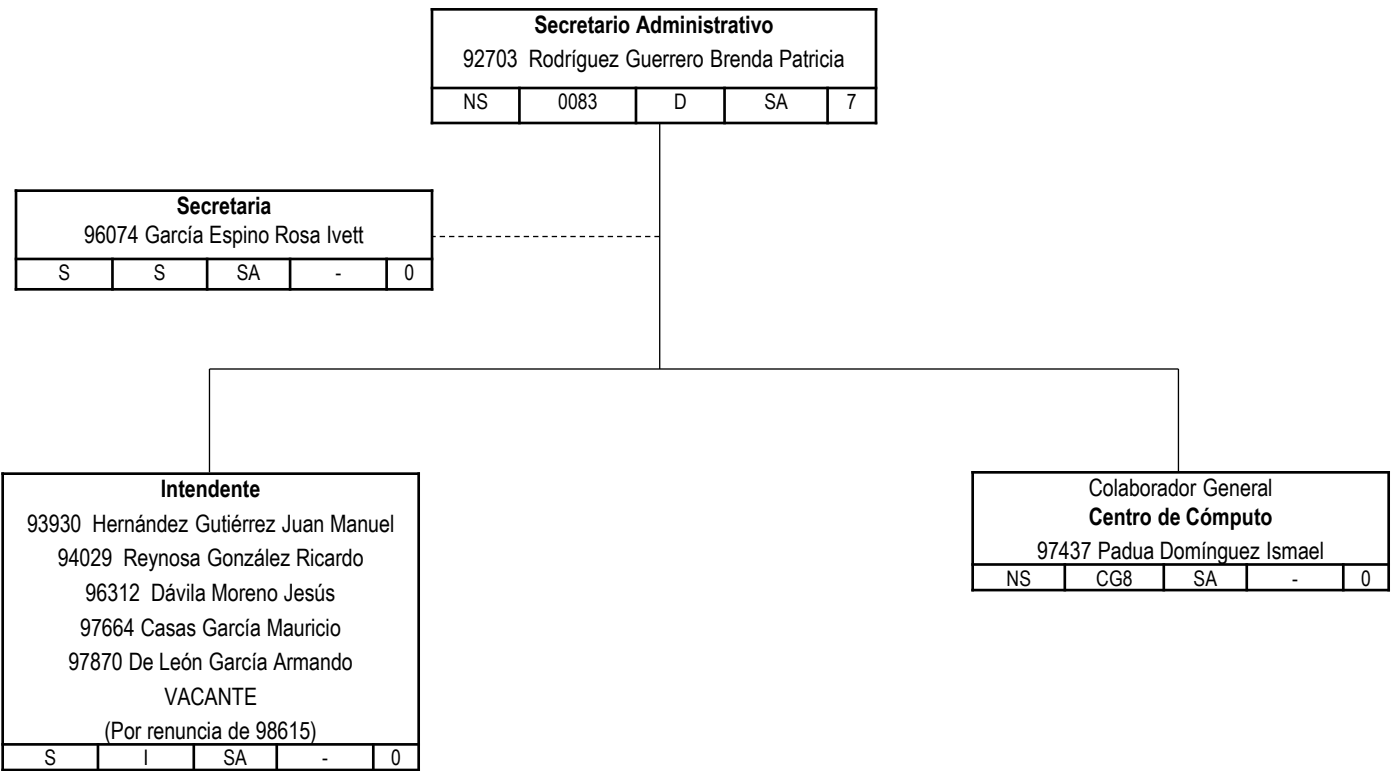 Secretario Administrativo
92703 Rodríguez Guerrero Brenda Patricia
NS 0083 D SA 7
Secretaria
96074 García Espino Rosa Ivett
S S SA - 0
Intendente
93930 Hernández Gutiérrez Juan Manuel
94029 Reynosa González Ricardo
96312 Dávila Moreno Jesús
97664 Casas García Mauricio
97870 De León García Armando
VACANTE
(Por renuncia de 98615)
S I SA - 0
Colaborador General
Centro de Cómputo
97437 Padua Domínguez Ismael
NS CG8 SA - 0